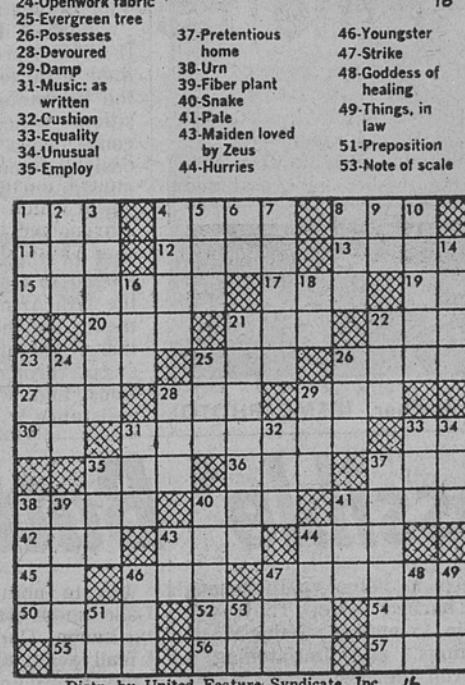 24-Openwork fabric
25-Evergreen tree
26-Possesses
28-Devoured
29-Damp
31-Music: as
written
32-Cushion
33-Equality
34-Unusual
35-Employ
37-Pretentious
home
38-Urn
39-Fiber plant
40-Snake
41-Pale
43-Maiden loved
by Zeus
44-Hurries
46-Youngster
47-Strike
48-Goddess of
healing
49-Things, in
law
51-Preposition
53-Note of scale
1 2 3 4 5 6 7 8 9 10
11 12 13 14
15 16 17 18 19
20 21 22
23 24 25 26
27 28 29
30 31 32 33 34
35 36 37
38 39 40 41
42 43 44
45 46 47 48 49
50 51 52 53 54
55 56 57
Distr. by United Feature Syndicate, Inc. 16